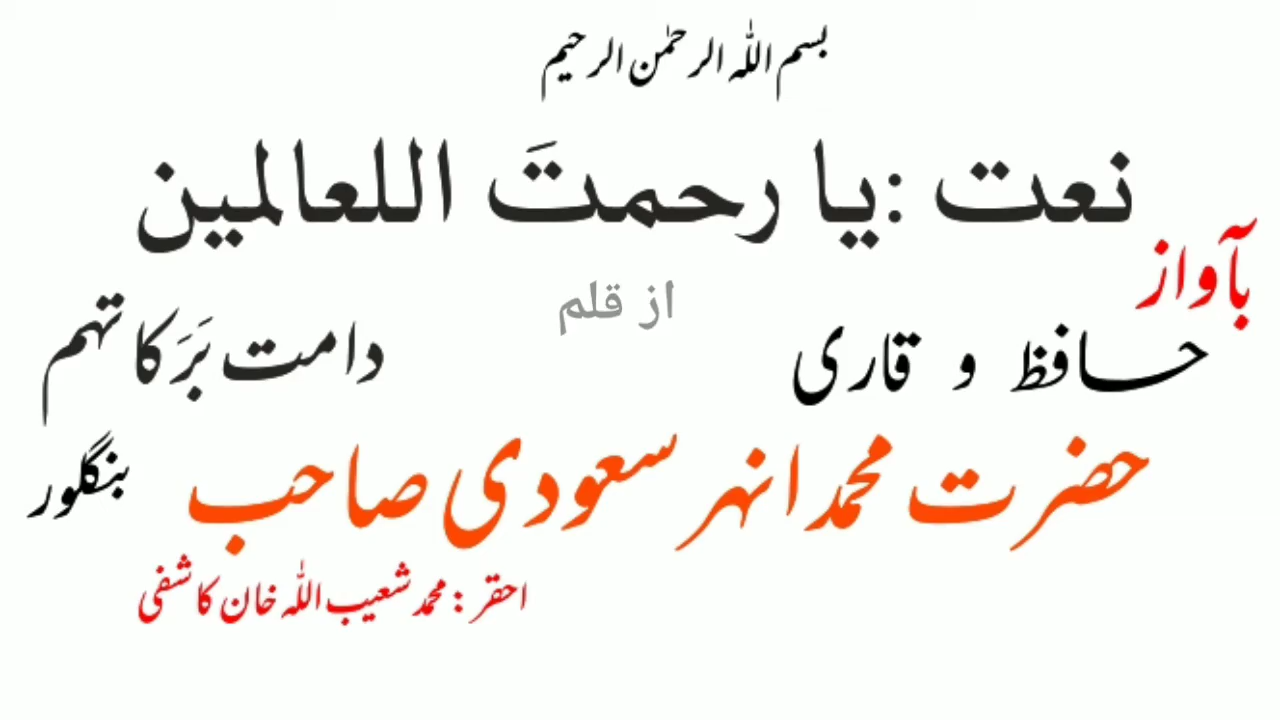 بسم اللہ الرحمٰن الرحیم
نعت :یا رحمتَ اللعالمین
بآواز
از قلم
حافظ و قاری
دامت بَرَکاتہم
حضرت محمد انہر سعودی صاحب
بنگلور
احقر : محمد شعیب اللہ خان کاشفی